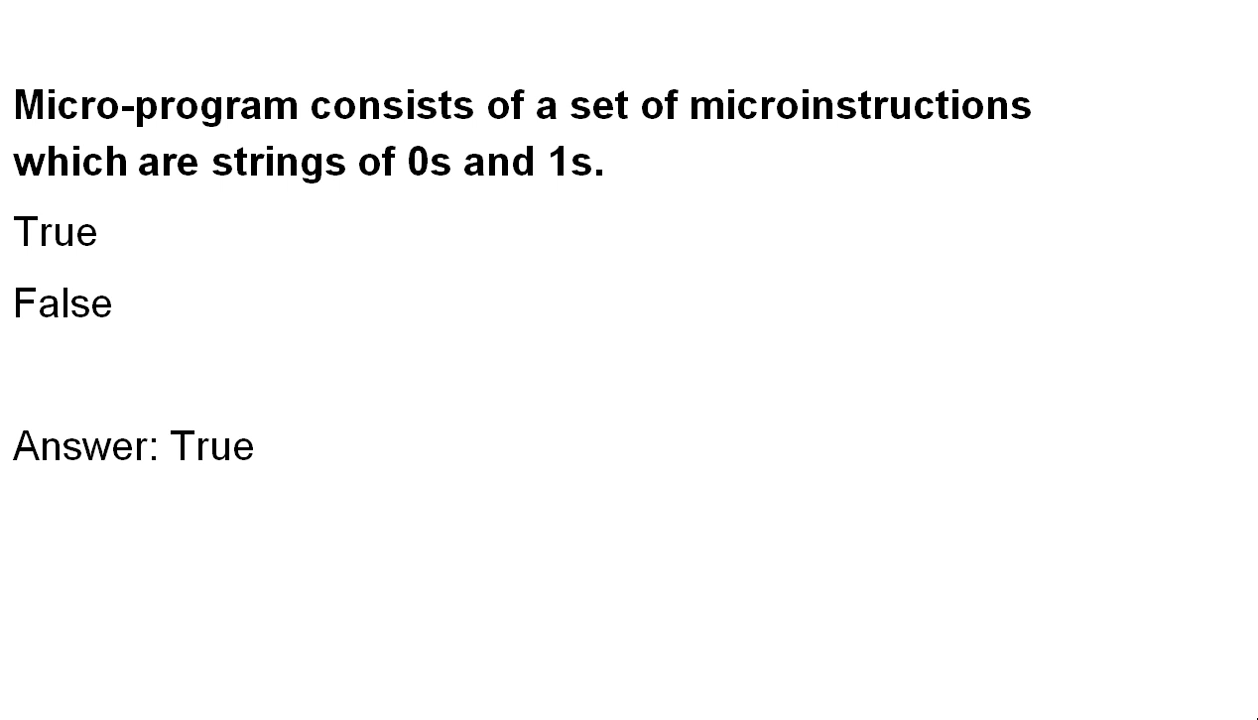 Micro-program consists of a set of microinstructions
which are strings of 0s and 1s.
True
False
Answer: True